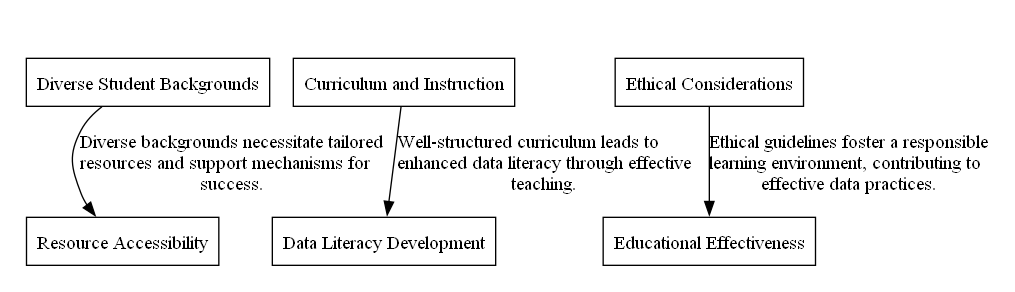 Diverse Student Backgrounds
Curriculum and Instruction
Ethical Considerations
Diverse backgrounds necessitate tailored
resources and support mechanisms for
success.
Well-structured curriculum leads to
enhanced data literacy through effective
teaching.
Ethical guidelines foster a responsible
learning environment, contributing to
effective data practices.
Resource Accessibility
Data Literacy Development
Educational Effectiveness